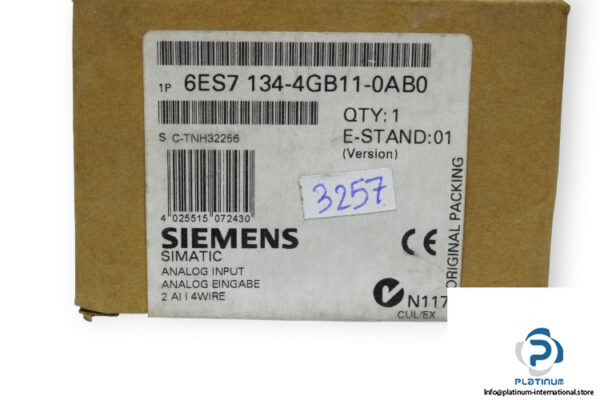 1P 6ES7 134-4GB11-0AB0
QTY: 1
S C-TNH32256
E-STAND:01
(Version)
3257
4 025515 072430
SIEMENS
SIMATIC
ANALOG INPUT
ANALOG EINGABE
2 AI I 4WIRE
CE
N117
CUL/EX
ORIGINAL PACKING
PLATINUM
Info@platinum-international.store